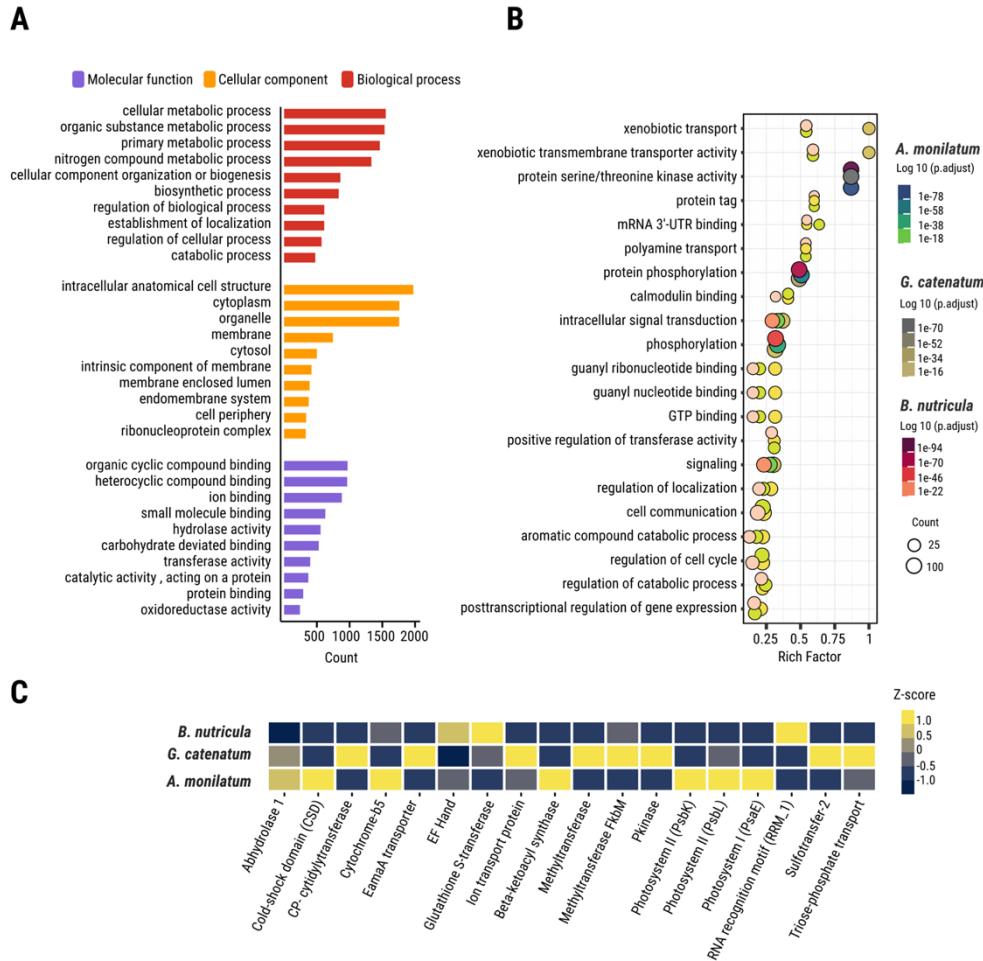 A
B
Molecular function
Cellular component
Biological process
cellular metabolic process
organic substance metabolic process
primary metabolic process
nitrogen compound metabolic process
cellular component organization or biogenesis
biosynthetic process
regulation of biological process
establishment of localization
regulation of cellular process
catabolic process
intracellular anatomical cell structure
cytoplasm
organelle
membrane
cytosol
intrinsic component of membrane
membrane enclosed lumen
endomembrane system
cell periphery
ribonucleoprotein complex
organic cyclic compound binding
heterocyclic compound binding
ion binding
small molecule binding
hydrolase activity
carbohydrate deviated binding
transferase activity
catalytic activity , acting on a protein
protein binding
oxidoreductase activity
500 1000 1500 2000
Count
xenobiotic transport
xenobiotic transmembrane transporter activity
protein serine/threonine kinase activity
protein tag
mRNA 3'-UTR binding
polyamine transport
protein phosphorylation
calmodulin binding
intracellular signal transduction
phosphorylation
guanyl ribonucleotide binding
guanyl nucleotide binding
GTP binding
positive regulation of transferase activity
signaling
regulation of localization
cell communication
aromatic compound catabolic process
regulation of cell cycle
regulation of catabolic process
posttranscriptional regulation of gene expression
0.25 0.5 0.75 1
Rich Factor
A. monilatum
Log 10 (p.adjust)
1e-78
1e-58
1e-38
1e-18
G. catenatum
Log 10 (p.adjust)
1e-70
1e-52
1e-34
1e-16
B. nutricula
Log 10 (p.adjust)
1e-94
1e-70
1e-46
1e-22
Count
25
100
C
B. nutricula
G. catenatum
A. monilatum
Abhydrolase 1
Cold-shock domain (CSD)
CP- cytidylytransferase
Cytochrome-b5
EamaA transporter
EF Hand
Glutathione S-transferase
Ion transport protein
Beta-ketoacyl synthase
Methyltransferase
Methyltransferase FkbM
Pkinase
Photosystem II (PsbK)
Photosystem II (PsbL)
Photosystem I (PsaE)
RNA recognition motif (RRM_1)
Sulfotransfer-2
Triose-phosphate transport
Z-score
1.0
0.5
-0.5
-1.0